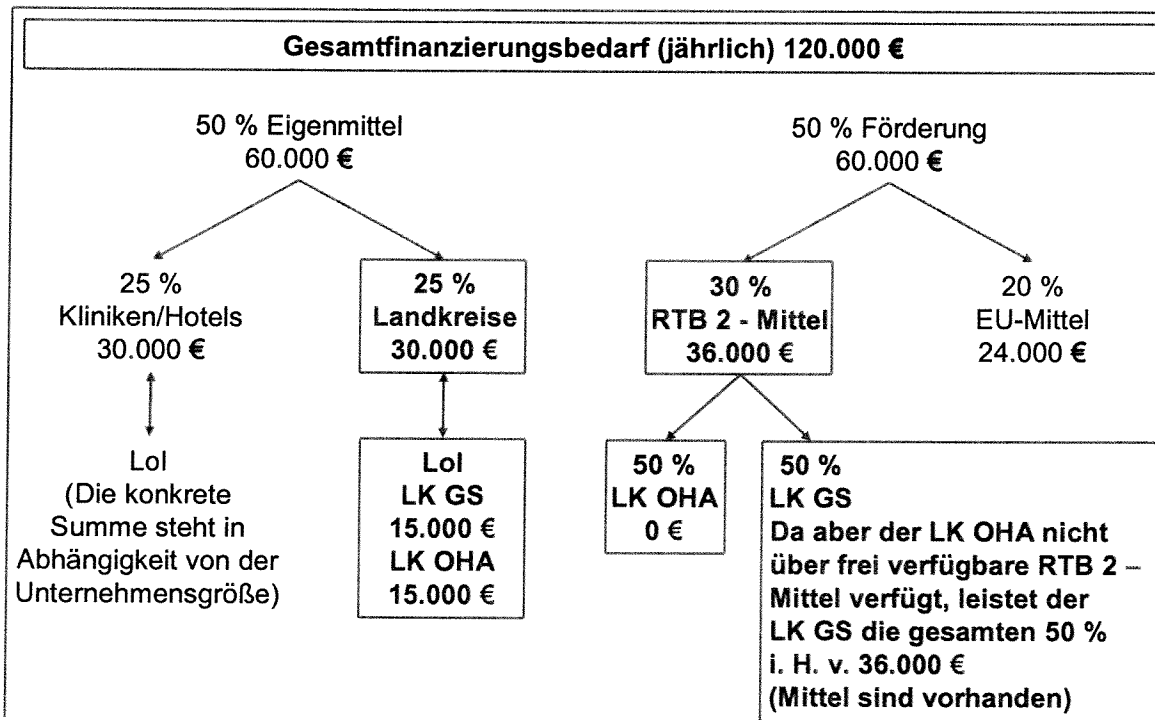 Gesamtfinanzierungsbedarf (jährlich) 120.000 €
50 % Eigenmittel
60.000 €
50 % Förderung
60.000 €
25 %
Kliniken/Hotels
30.000 €
25 %
Landkreise
30.000 €
30 %
RTB 2 - Mittel
36.000 €
20 %
EU-Mittel
24.000 €
LoI
(Die konkrete
Summe steht in
Abhängigkeit von der
Unternehmensgröße)
LoI
LK GS
15.000 €
LK OHA
15.000 €
50 %
LK OHA
0 €
50 %
LK GS
Da aber der LK OHA nicht
über frei verfügbare RTB 2 –
Mittel verfügt, leistet der
LK GS die gesamten 50 %
i. H. v. 36.000 €
(Mittel sind vorhanden)